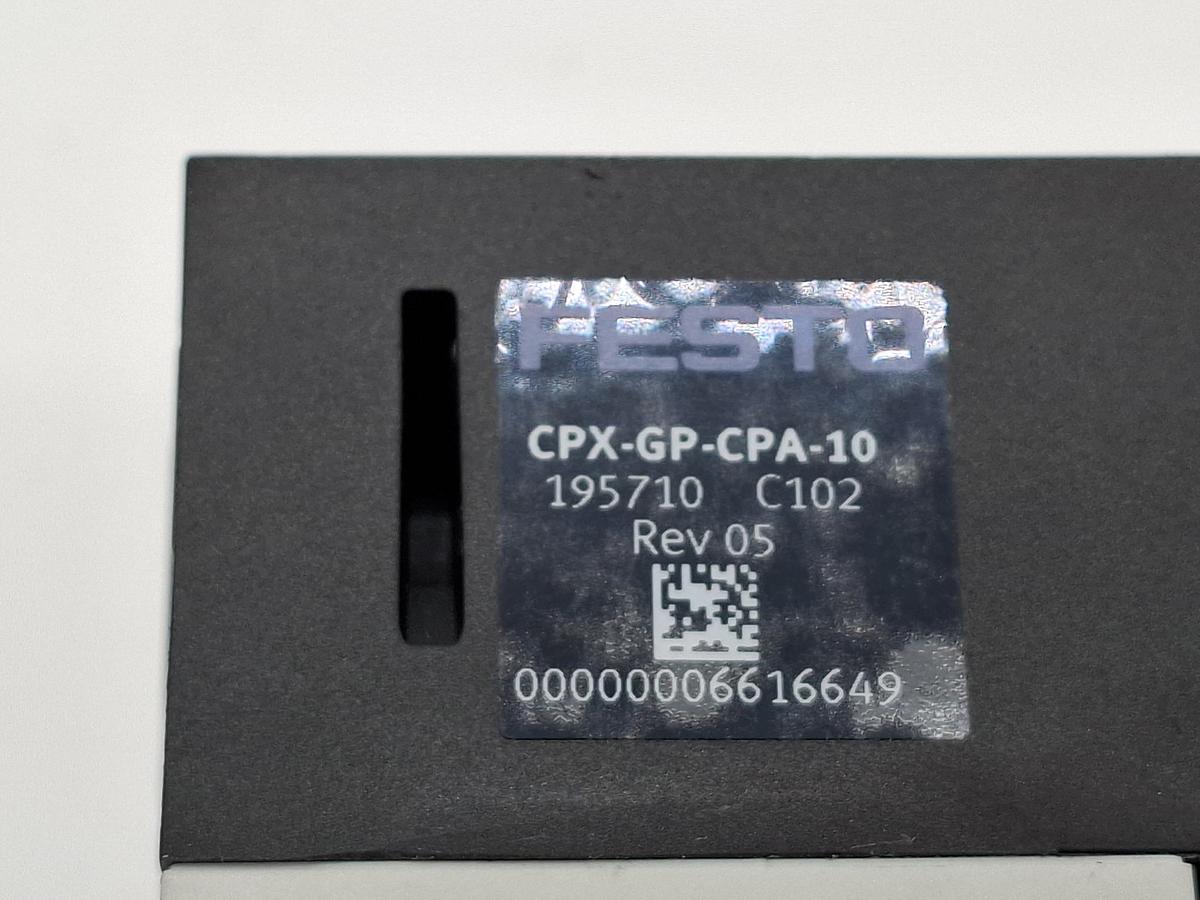 FESTO
CPX-GP-CPA-10
195710 C102
Rev 05
00000006616649